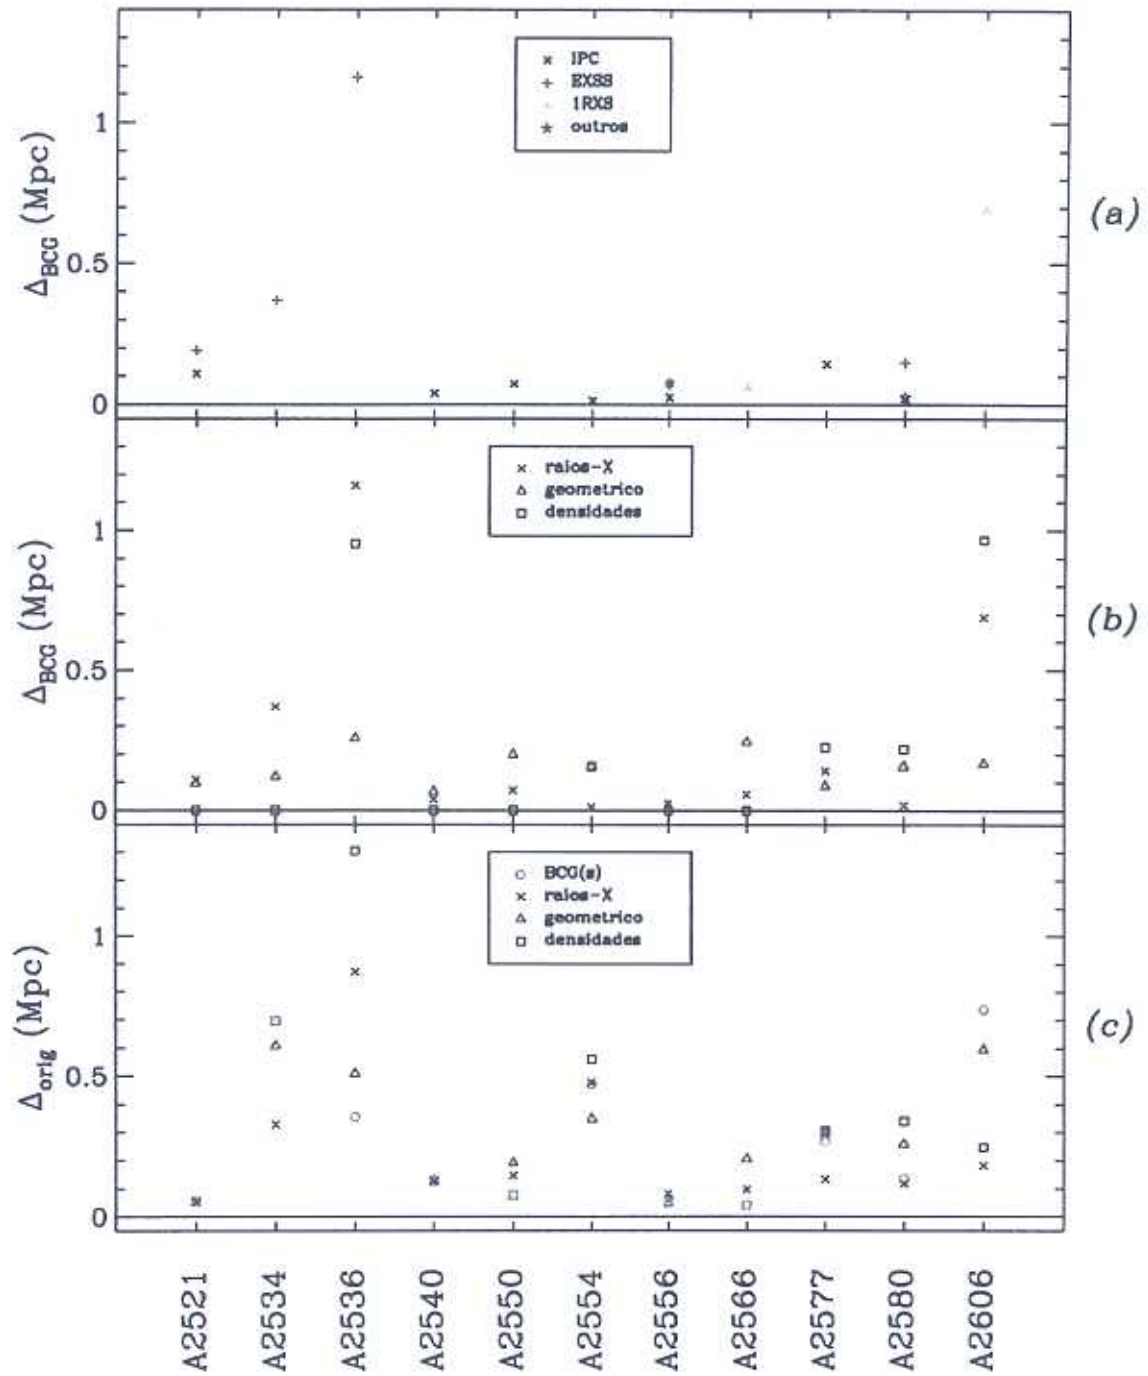 IPC
EXSS
1RXS
outros
1
0.5
0
Δ_BCG (Mpc)
(a)
raios-X
geometrico
densidades
1
0.5
0
Δ_BCG (Mpc)
(b)
BCG(s)
raios-X
geometrico
densidades
1
0.5
0
Δ_orig (Mpc)
(c)
A2521
A2534
A2536
A2540
A2550
A2554
A2556
A2566
A2577
A2580
A2606